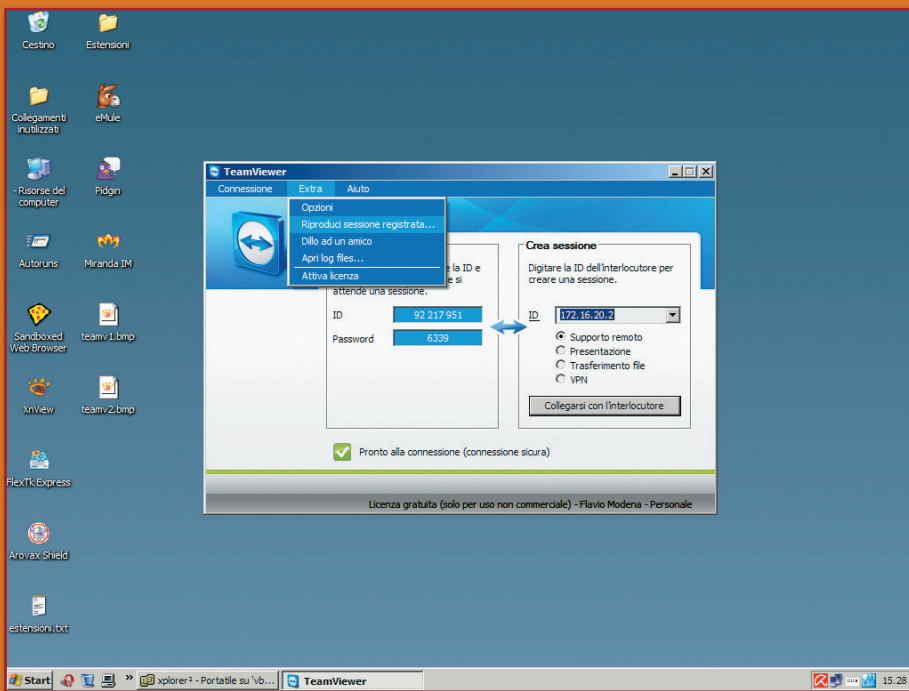 Cestino
Estensioni
Collegamenti
inutilizzati
eMule
- Risorse del
computer
Pidgin
Autoruns
Miranda IM
Sandboxed
Web Browser
teamv1.bmp
XnView
teamv2.bmp
FlexTk Express
Arovax Shield
estensioni.txt
TeamViewer
Connessione Extra Aiuto
Opzioni
Riproduci sessione registrata...
Dillo ad un amico
Apri log files...
Attiva licenza
e la ID e
e si
attende una sessione.
ID 92 217 951
Password 6339
Crea sessione
Digitare la ID dell'interlocutore per
creare una sessione.
ID 172.16.20.2
Supporto remoto
Presentazione
Trasferimento file
VPN
Collegarsi con l'interlocutore
Pronto alla connessione (connessione sicura)
Licenza gratuita (solo per uso non commerciale) - Flavio Modena - Personale
Start » xplorer² - Portatile su 'vb... TeamViewer 15.28